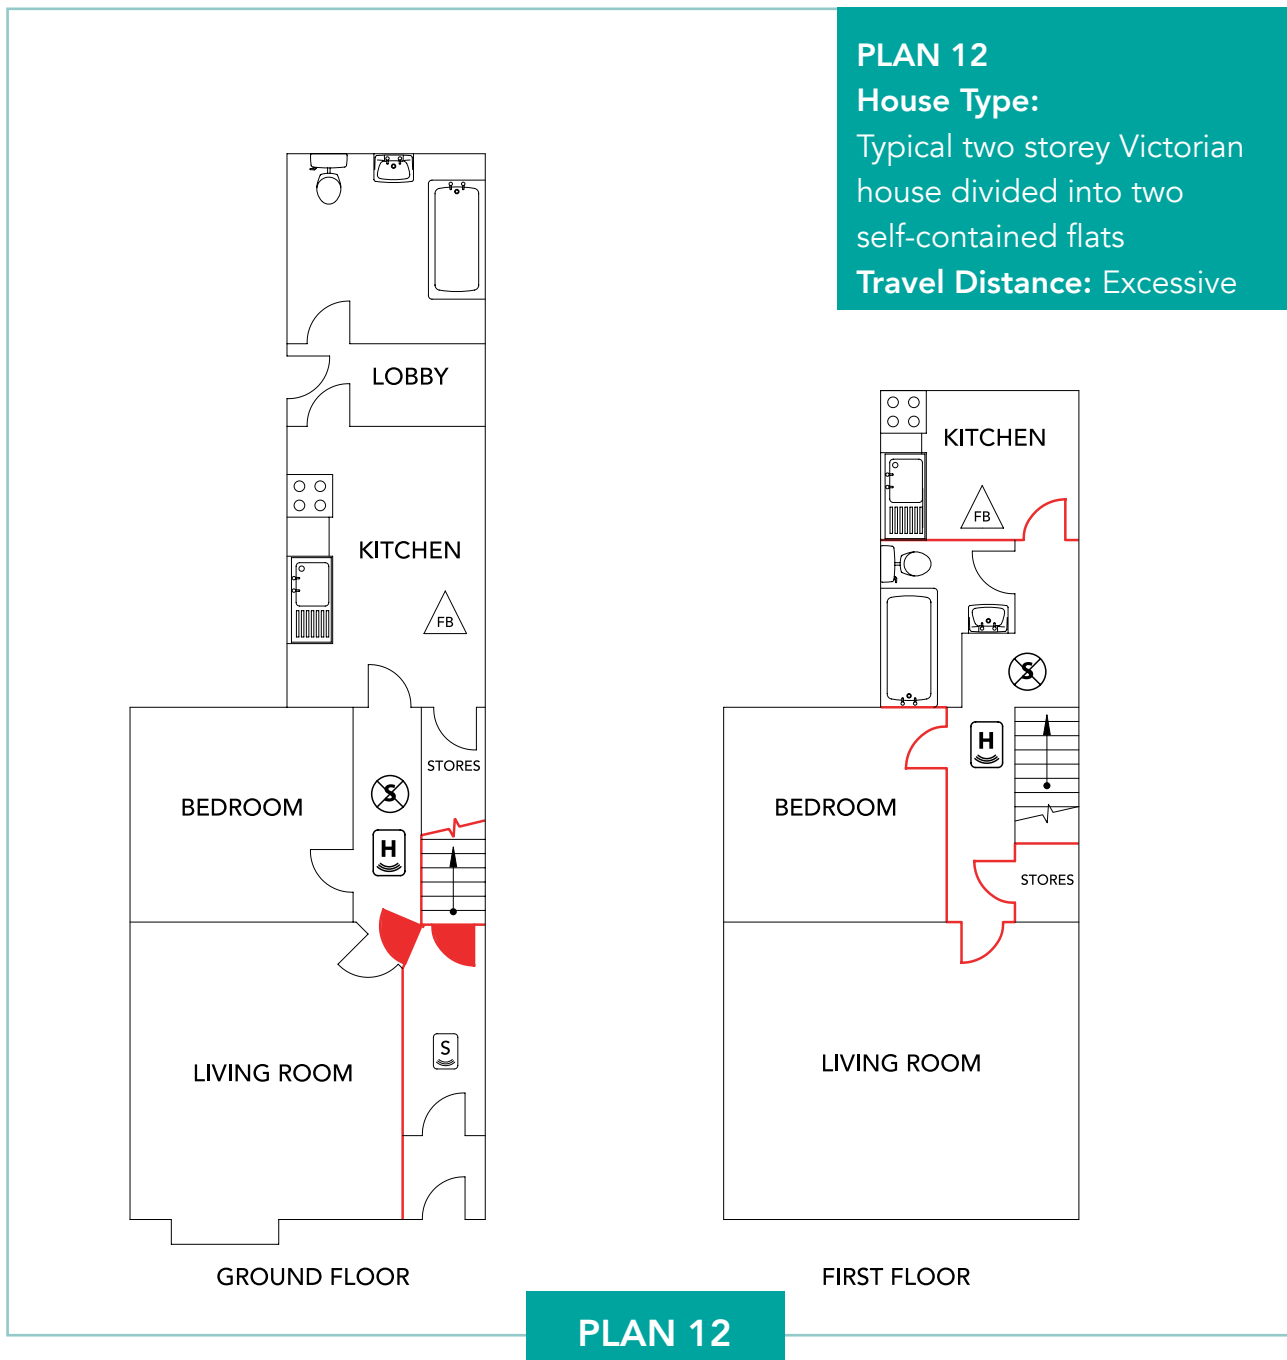 PLAN 12
House Type:
Typical two storey Victorian
house divided into two
self-contained flats
Travel Distance: Excessive
LOBBY
KITCHEN
FB
STORES
BEDROOM
S
H
LIVING ROOM
S
GROUND FLOOR
KITCHEN
FB
S
H
BEDROOM
STORES
LIVING ROOM
FIRST FLOOR
PLAN 12